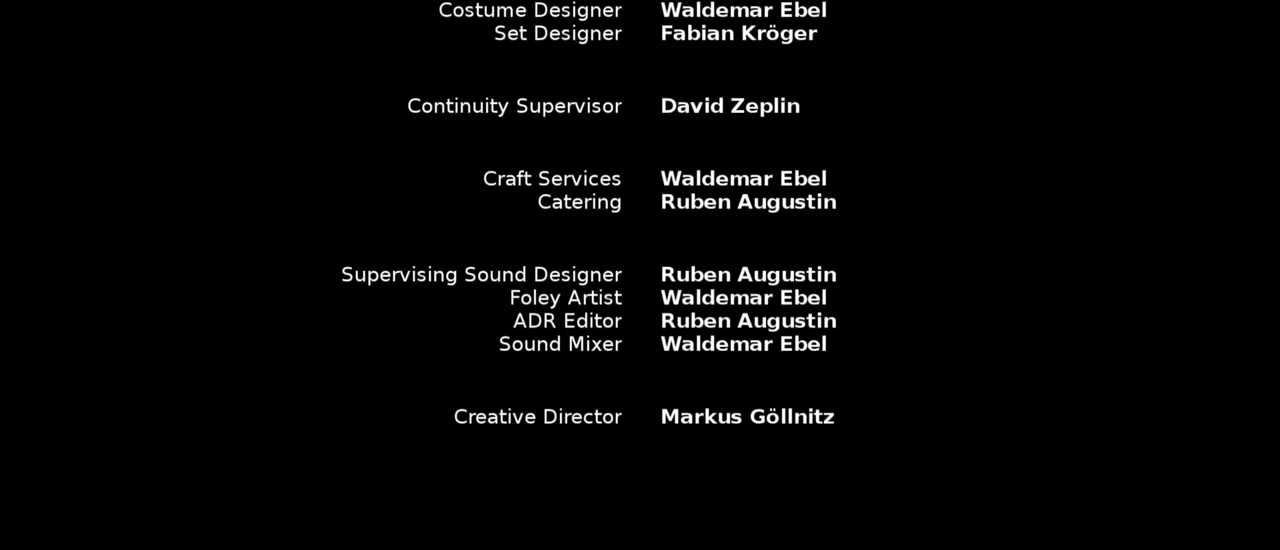 Costume Designer Waldemar Ebel
Set Designer Fabian Kröger
Continuity Supervisor David Zeplin
Craft Services Waldemar Ebel
Catering Ruben Augustin
Supervising Sound Designer Ruben Augustin
Foley Artist Waldemar Ebel
ADR Editor Ruben Augustin
Sound Mixer Waldemar Ebel
Creative Director Markus Göllnitz